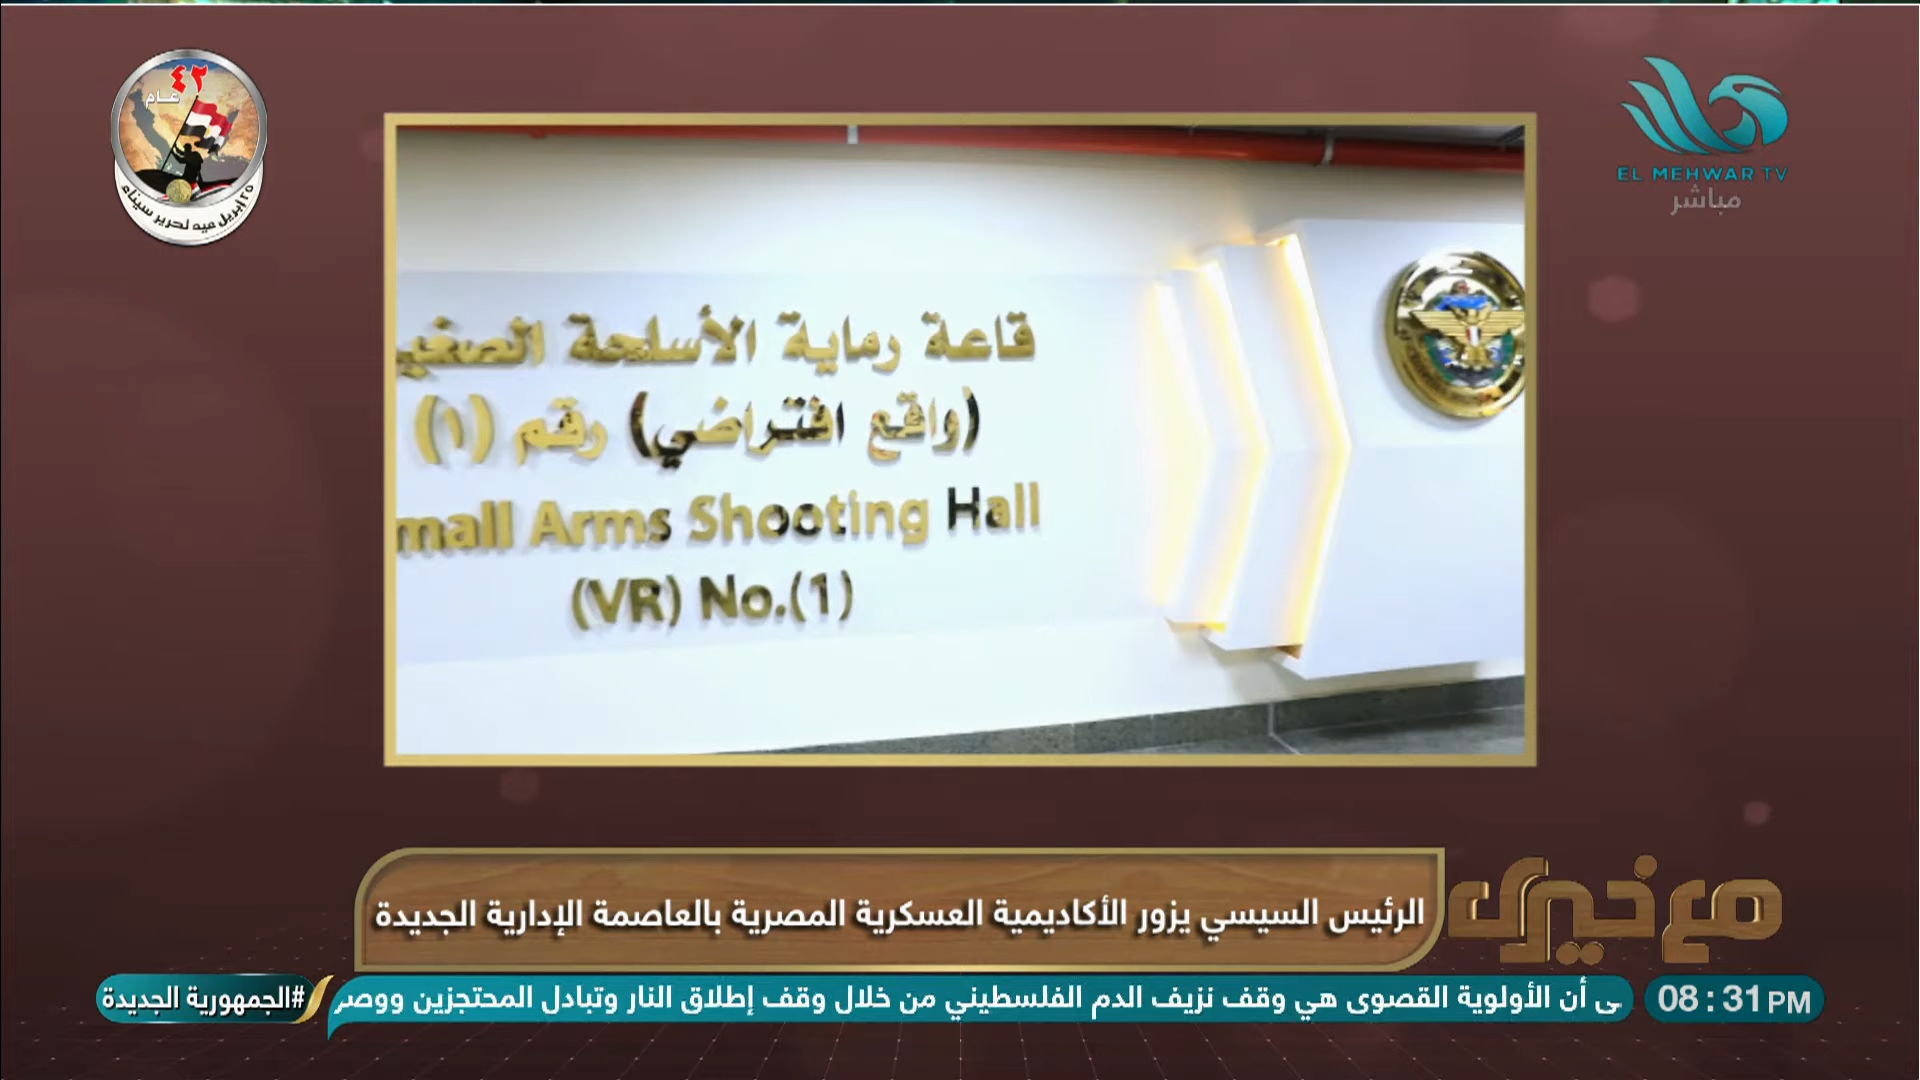 ٤٢
عام
٢٥ ابريل عيد تحرير سيناء
EL MEHWAR TV
مباشر
قاعة رماية الأسلحة الصغي
(واقع افتراضي) رقم (١)
mall Arms Shooting Hall
(VR) No.(1)
الرئيس السيسي يزور الأكاديمية العسكرية المصرية بالعاصمة الإدارية الجديدة
مع خيري
أن الأولوية القصوى هي وقف نزيف الدم الفلسطيني من خلال وقف إطلاق النار وتبادل المحتجزين ووصو
08:31PM
#الجمهورية الجديدة